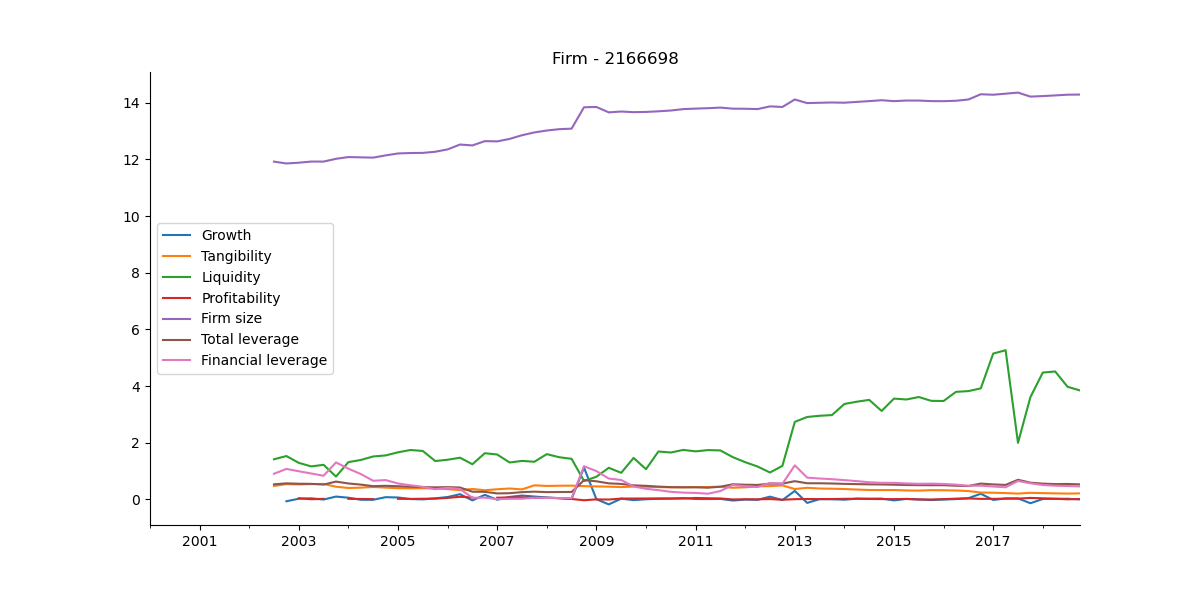 Firm - 2166698
14
12
10
8
6
4
2
0
Growth
Tangibility
Liquidity
Profitability
Firm size
Total leverage
Financial leverage
2001 2003 2005 2007 2009 2011 2013 2015 2017